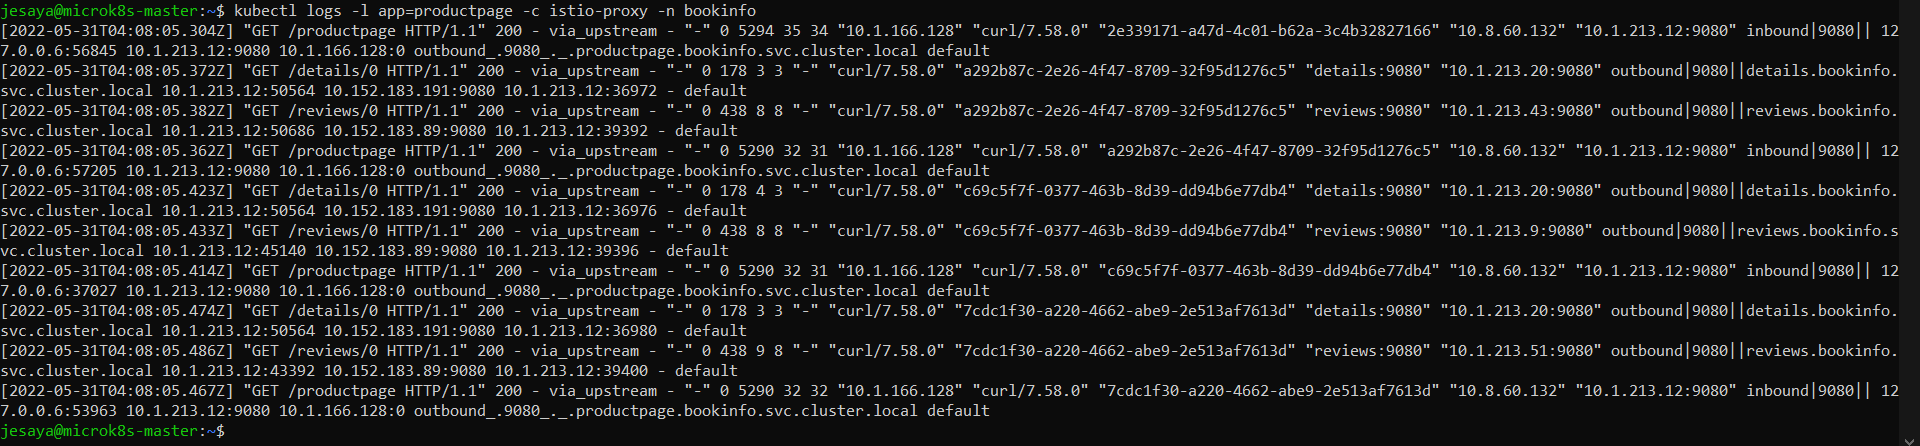 jesaya@microk8s-master:~$ kubectl logs -l app=productpage -c istio-proxy -n bookinfo
[2022-05-31T04:08:05.304Z] "GET /productpage HTTP/1.1" 200 - via_upstream - "-" 0 5294 35 34 "10.1.166.128" "curl/7.58.0" "2e339171-a47d-4c01-b62a-3c4b32827166" "10.8.60.132" "10.1.213.12:9080" inbound|9080|| 12
7.0.0.6:56845 10.1.213.12:9080 10.1.166.128:0 outbound_.9080_._.productpage.bookinfo.svc.cluster.local default
[2022-05-31T04:08:05.372Z] "GET /details/0 HTTP/1.1" 200 - via_upstream - "-" 0 178 3 3 "-" "curl/7.58.0" "a292b87c-2e26-4f47-8709-32f95d1276c5" "details:9080" "10.1.213.20:9080" outbound|9080||details.bookinfo.
svc.cluster.local 10.1.213.12:50564 10.152.183.191:9080 10.1.213.12:36972 - default
[2022-05-31T04:08:05.382Z] "GET /reviews/0 HTTP/1.1" 200 - via_upstream - "-" 0 438 8 8 "-" "curl/7.58.0" "a292b87c-2e26-4f47-8709-32f95d1276c5" "reviews:9080" "10.1.213.43:9080" outbound|9080||reviews.bookinfo.
svc.cluster.local 10.1.213.12:50686 10.152.183.89:9080 10.1.213.12:39392 - default
[2022-05-31T04:08:05.362Z] "GET /productpage HTTP/1.1" 200 - via_upstream - "-" 0 5290 32 31 "10.1.166.128" "curl/7.58.0" "a292b87c-2e26-4f47-8709-32f95d1276c5" "10.8.60.132" "10.1.213.12:9080" inbound|9080|| 12
7.0.0.6:57205 10.1.213.12:9080 10.1.166.128:0 outbound_.9080_._.productpage.bookinfo.svc.cluster.local default
[2022-05-31T04:08:05.423Z] "GET /details/0 HTTP/1.1" 200 - via_upstream - "-" 0 178 4 3 "-" "curl/7.58.0" "c69c5f7f-0377-463b-8d39-dd94b6e77db4" "details:9080" "10.1.213.20:9080" outbound|9080||details.bookinfo.
svc.cluster.local 10.1.213.12:50564 10.152.183.191:9080 10.1.213.12:36976 - default
[2022-05-31T04:08:05.433Z] "GET /reviews/0 HTTP/1.1" 200 - via_upstream - "-" 0 438 8 8 "-" "curl/7.58.0" "c69c5f7f-0377-463b-8d39-dd94b6e77db4" "reviews:9080" "10.1.213.9:9080" outbound|9080||reviews.bookinfo.s
vc.cluster.local 10.1.213.12:45140 10.152.183.89:9080 10.1.213.12:39396 - default
[2022-05-31T04:08:05.414Z] "GET /productpage HTTP/1.1" 200 - via_upstream - "-" 0 5290 32 31 "10.1.166.128" "curl/7.58.0" "c69c5f7f-0377-463b-8d39-dd94b6e77db4" "10.8.60.132" "10.1.213.12:9080" inbound|9080|| 12
7.0.0.6:37027 10.1.213.12:9080 10.1.166.128:0 outbound_.9080_._.productpage.bookinfo.svc.cluster.local default
[2022-05-31T04:08:05.474Z] "GET /details/0 HTTP/1.1" 200 - via_upstream - "-" 0 178 3 3 "-" "curl/7.58.0" "7cdc1f30-a220-4662-abe9-2e513af7613d" "details:9080" "10.1.213.20:9080" outbound|9080||details.bookinfo.
svc.cluster.local 10.1.213.12:50564 10.152.183.191:9080 10.1.213.12:36980 - default
[2022-05-31T04:08:05.486Z] "GET /reviews/0 HTTP/1.1" 200 - via_upstream - "-" 0 438 9 8 "-" "curl/7.58.0" "7cdc1f30-a220-4662-abe9-2e513af7613d" "reviews:9080" "10.1.213.51:9080" outbound|9080||reviews.bookinfo.
svc.cluster.local 10.1.213.12:43392 10.152.183.89:9080 10.1.213.12:39400 - default
[2022-05-31T04:08:05.467Z] "GET /productpage HTTP/1.1" 200 - via_upstream - "-" 0 5290 32 32 "10.1.166.128" "curl/7.58.0" "7cdc1f30-a220-4662-abe9-2e513af7613d" "10.8.60.132" "10.1.213.12:9080" inbound|9080|| 12
7.0.0.6:53963 10.1.213.12:9080 10.1.166.128:0 outbound_.9080_._.productpage.bookinfo.svc.cluster.local default
jesaya@microk8s-master:~$